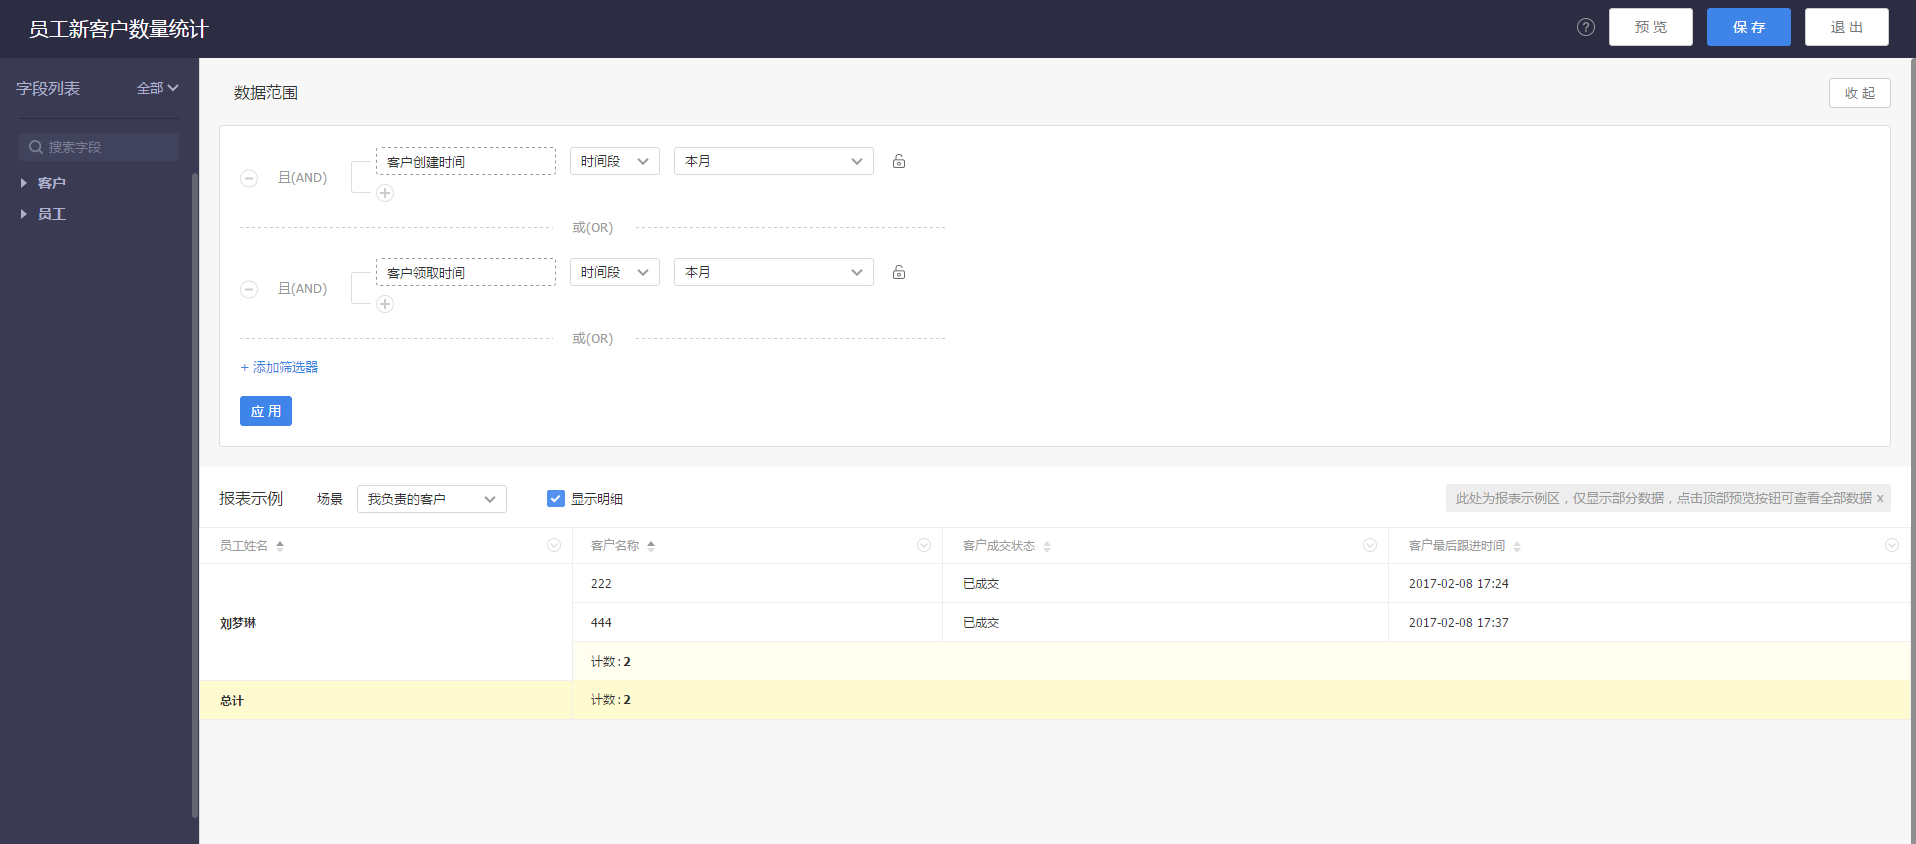 员工新客户数量统计
?
预 览
保 存
退 出
字段列表
全部
搜索字段
客户
员工
数据范围
收 起
且(AND)
客户创建时间
时间段
本月
或(OR)
且(AND)
客户领取时间
时间段
本月
或(OR)
+ 添加筛选器
应 用
报表示例
场景
我负责的客户
显示明细
此处为报表示例区，仅显示部分数据，点击顶部预览按钮可查看全部数据 x
员工姓名 客户名称 客户成交状态 客户最后跟进时间
222 已成交 2017-02-08 17:24
刘梦琳 444 已成交 2017-02-08 17:37
计数:2
总计 计数:2